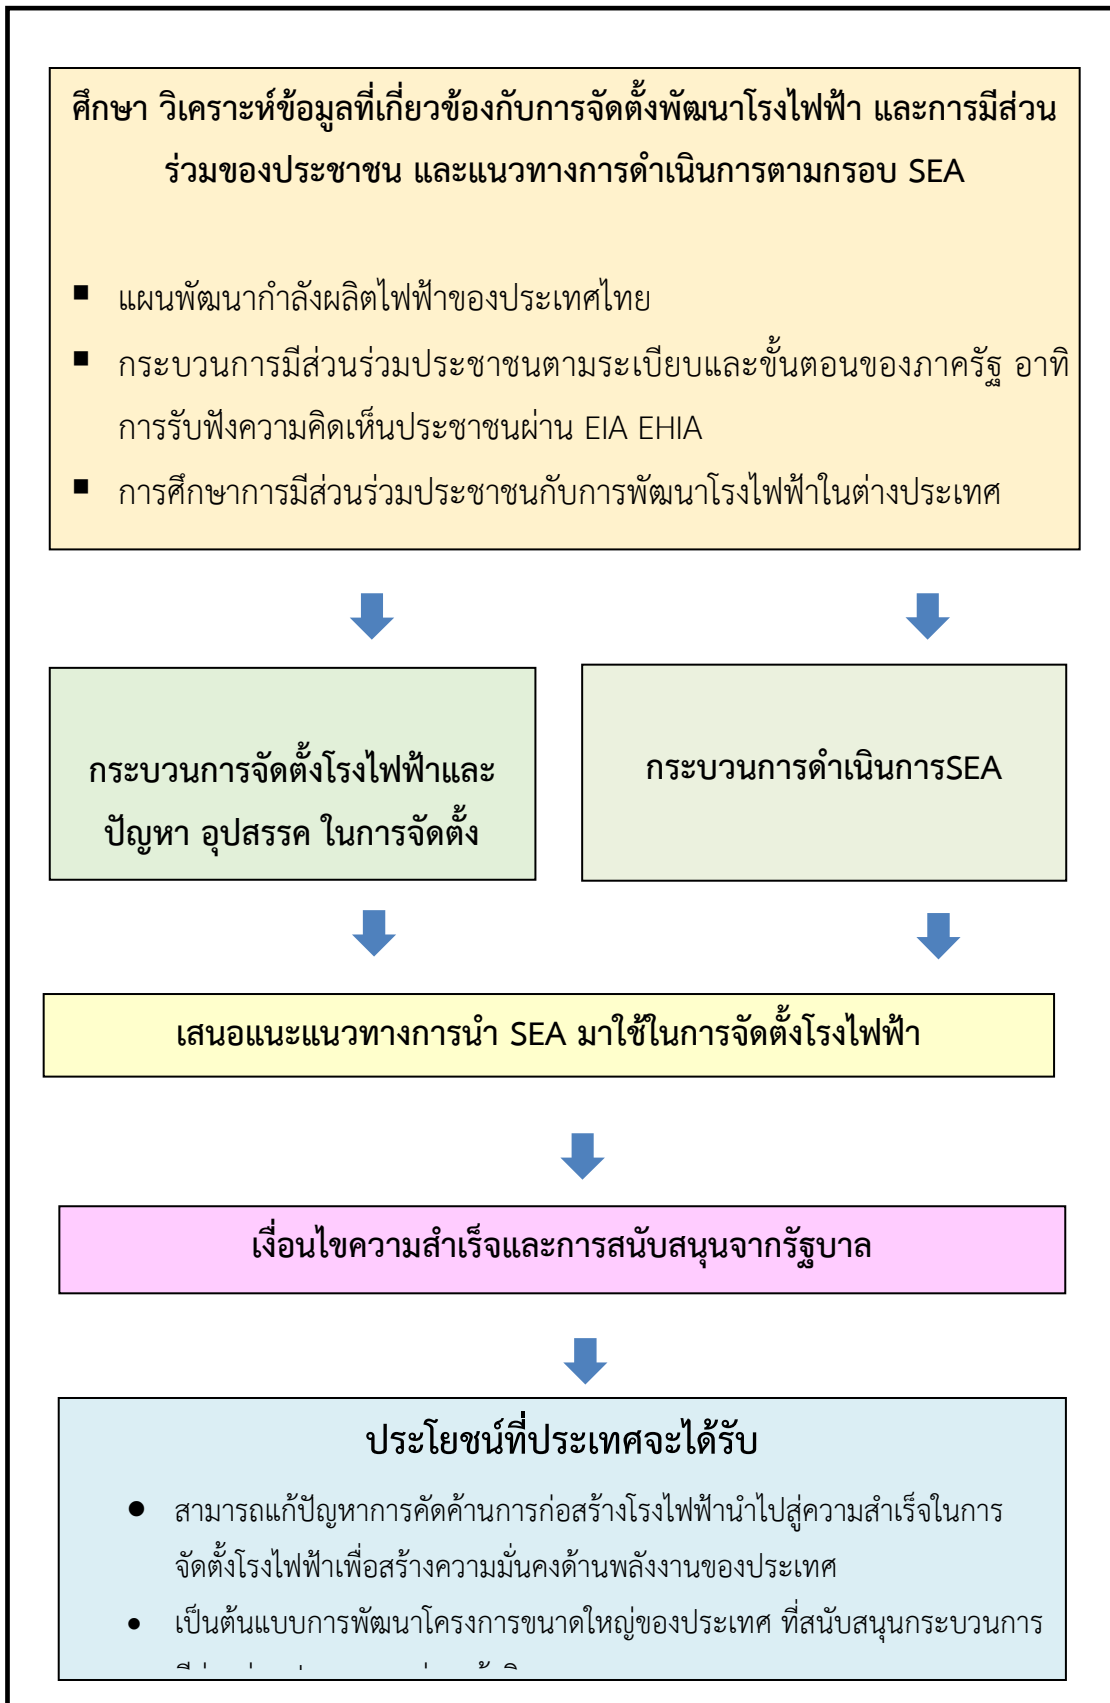 ศึกษา วิเคราะห์ข้อมูลที่เกี่ยวข้องกับการจัดตั้งพัฒนาโรงไฟฟ้า และการมีส่วน
ร่วมของประชาชน และแนวทางการดำเนินการตามกรอบ SEA
▪ แผนพัฒนากำลังผลิตไฟฟ้าของประเทศไทย
▪ กระบวนการมีส่วนร่วมประชาชนตามระเบียบและขั้นตอนของภาครัฐ อาทิ
การรับฟังความคิดเห็นประชาชนผ่าน EIA EHIA
▪ การศึกษาการมีส่วนร่วมประชาชนกับการพัฒนาโรงไฟฟ้าในต่างประเทศ
กระบวนการจัดตั้งโรงไฟฟ้าและ
ปัญหา อุปสรรค ในการจัดตั้ง
กระบวนการดำเนินการSEA
เสนอแนะแนวทางการนำ SEA มาใช้ในการจัดตั้งโรงไฟฟ้า
เงื่อนไขความสำเร็จและการสนับสนุนจากรัฐบาล
ประโยชน์ที่ประเทศจะได้รับ
● สามารถแก้ปัญหาการคัดค้านการก่อสร้างโรงไฟฟ้านำไปสู่ความสำเร็จในการ
จัดตั้งโรงไฟฟ้าเพื่อสร้างความมั่นคงด้านพลังงานของประเทศ
● เป็นต้นแบบการพัฒนาโครงการขนาดใหญ่ของประเทศ ที่สนับสนุนกระบวนการ